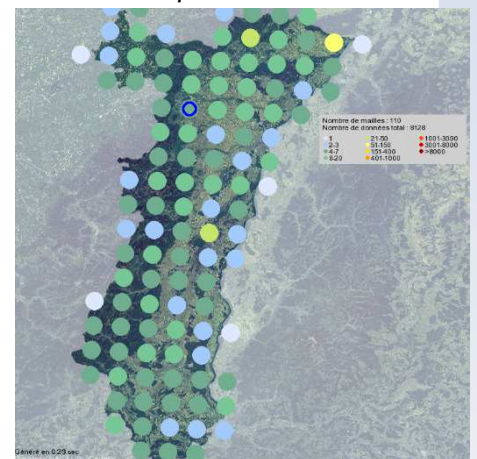 Nombre de mailles : 110
Nombre de données total : 8128
1 21-50 1001-3000
2-3 51-150 3001-8000
4-7 151-400 >8000
8-20 401-1000
Généré en 0.23 sec